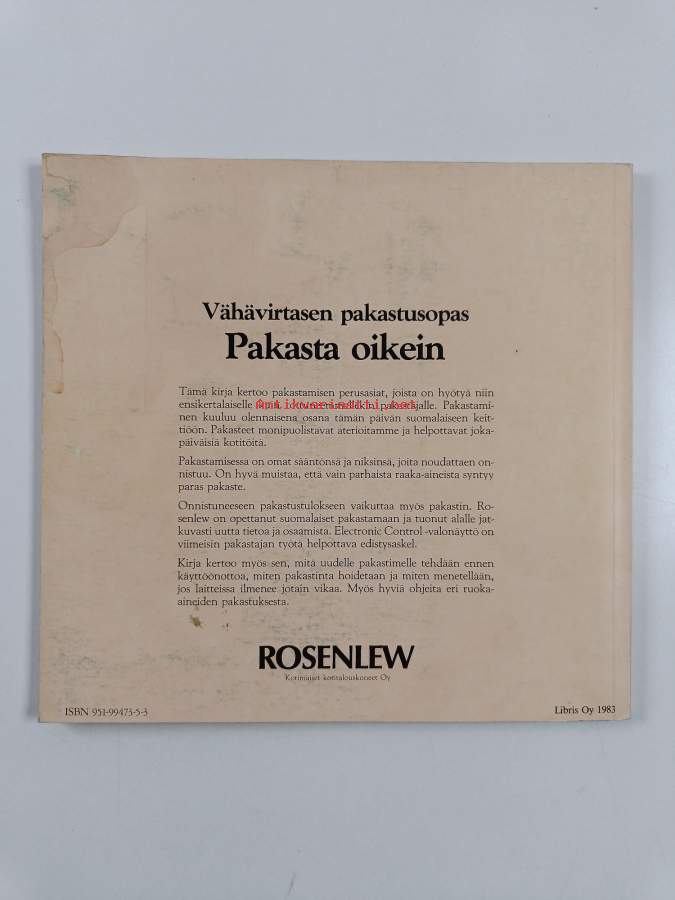 Vähävirtasen pakastusopas
Pakasta oikein
Tämä kirja kertoo pakastamisen perusasiat, joista on hyötyä niin
ensikertalaiselle kuin pakastajalle. Pakastami-
Antikvariaatti.net
nen kuuluu olennaisena osana tämän päivän suomalaiseen keit-
tiöön. Pakasteet monipuolistavat aterioitamme ja helpottavat joka-
päiväisiä kotitöitä.
Pakastamisessa on omat sääntönsä ja niksinsä, joita noudattaen on-
nistuu. On hyvä muistaa, että vain parhaista raaka-aineista syntyy
paras pakaste.
Onnistuneeseen pakastustulokseen vaikuttaa myös pakastin. Ro-
senlew on opettanut suomalaiset pakastamaan ja tuonut alalle jat-
kuvasti uutta tietoa ja osaamista. Electronic Control -valonäyttö on
viimeisin pakastajan työtä helpottava edistysaskel.
Kirja kertoo myös sen, mitä uudelle pakastimelle tehdään ennen
käyttöönottoa, miten pakastinta hoidetaan ja miten menetellään,
jos laitteissa ilmenee jotain vikaa. Myös hyviä ohjeita eri ruoka-
aineiden pakastuksesta.
ROSENLEW
Kotimaiset kotitalouskoneet Oy
ISBN 951-99473-5-3
Libris Oy 1983